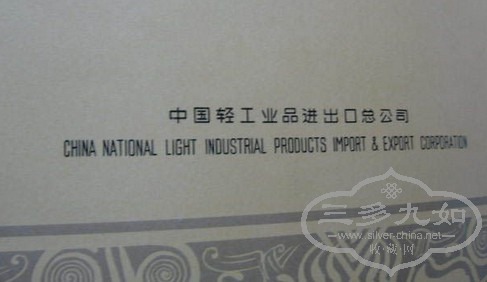 中国轻工业品进出口总公司
CHINA NATIONAL LIGHT INDUSTRIAL PRODUCTS IMPORT & EXPORT CORPORATION
三多九如
www.silver-china.net
收藏网